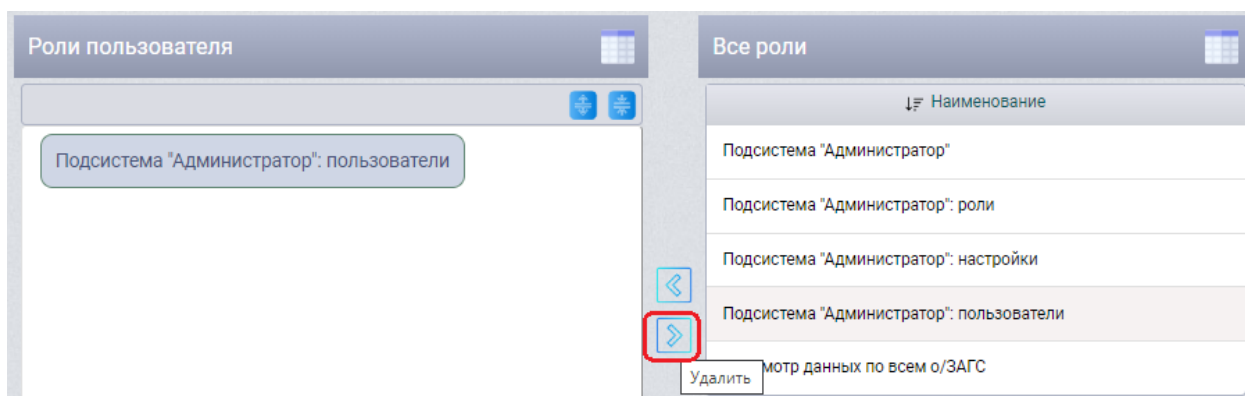 Роли пользователя
Все роли
Наименование
Подсистема "Администратор": пользователи
Подсистема "Администратор"
Подсистема "Администратор": роли
Подсистема "Администратор": настройки
Подсистема "Администратор": пользователи
Удалить
данных по всем о/ЗАГС